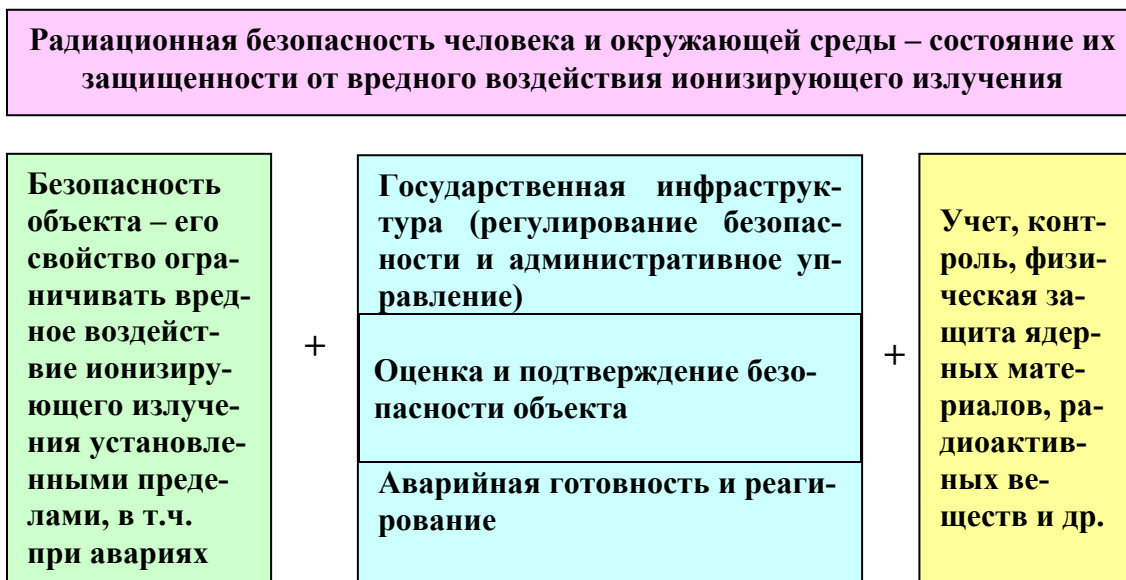 Радиационная безопасность человека и окружающей среды – состояние их
защищенности от вредного воздействия ионизирующего излучения
Безопасность
объекта – его
свойство огра-
ничивать вред-
ное воздейст-
вие ионизиру-
ющего излуче-
ния установле-
нными преде-
лами, в т.ч.
при авариях
+
Государственная инфраструк-
тура (регулирование безопас-
ности и административное уп-
равление)
Оценка и подтверждение безо-
пасности объекта
Аварийная готовность и реаги-
рование
+
Учет, конт-
роль, физи-
ческая за-
щита ядер-
ных мате-
риалов, ра-
диоактив-
ных ве-
ществ и др.